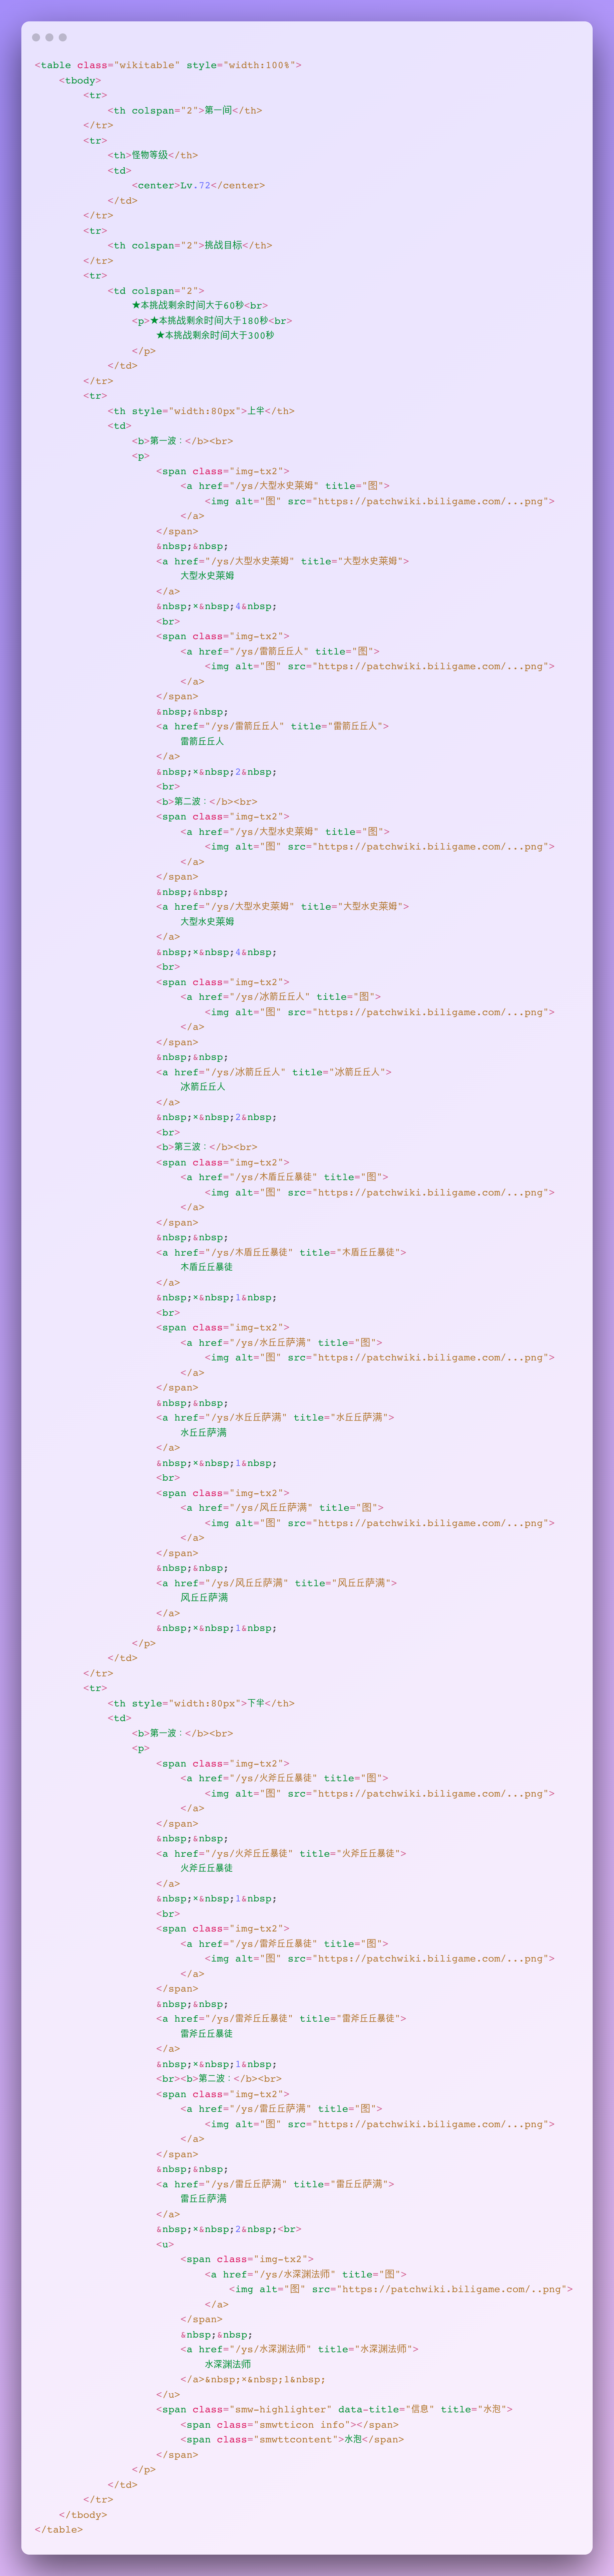 <table class="wikitable" style="width:100%">
    <tbody>
        <tr>
            <th colspan="2">第一间</th>
        </tr>
        <tr>
            <th>怪物等级</th>
            <td>
                <center>Lv.72</center>
            </td>
        </tr>
        <tr>
            <th colspan="2">挑战目标</th>
        </tr>
        <tr>
            <td colspan="2">
                ★本挑战剩余时间大于60秒<br>
                <p>★本挑战剩余时间大于180秒<br>
                    ★本挑战剩余时间大于300秒
                </p>
            </td>
        </tr>
        <tr>
            <th style="width:80px">上半</th>
            <td>
                <b>第一波：</b><br>
                <p>
                    <span class="img-tx2">
                        <a href="/ys/大型水史莱姆" title="图">
                            <img alt="图" src="https://patchwiki.biligame.com/...png">
                        </a>
                    </span>
                    &nbsp;&nbsp;
                    <a href="/ys/大型水史莱姆" title="大型水史莱姆">
                        大型水史莱姆
                    </a>
                    &nbsp;×&nbsp;4&nbsp;
                    <br>
                    <span class="img-tx2">
                        <a href="/ys/雷箭丘丘人" title="图">
                            <img alt="图" src="https://patchwiki.biligame.com/...png">
                        </a>
                    </span>
                    &nbsp;&nbsp;
                    <a href="/ys/雷箭丘丘人" title="雷箭丘丘人">
                        雷箭丘丘人
                    </a>
                    &nbsp;×&nbsp;2&nbsp;
                    <br>
                    <b>第二波：</b><br>
                    <span class="img-tx2">
                        <a href="/ys/大型水史莱姆" title="图">
                            <img alt="图" src="https://patchwiki.biligame.com/...png">
                        </a>
                    </span>
                    &nbsp;&nbsp;
                    <a href="/ys/大型水史莱姆" title="大型水史莱姆">
                        大型水史莱姆
                    </a>
                    &nbsp;×&nbsp;4&nbsp;
                    <br>
                    <span class="img-tx2">
                        <a href="/ys/冰箭丘丘人" title="图">
                            <img alt="图" src="https://patchwiki.biligame.com/...png">
                        </a>
                    </span>
                    &nbsp;&nbsp;
                    <a href="/ys/冰箭丘丘人" title="冰箭丘丘人">
                        冰箭丘丘人
                    </a>
                    &nbsp;×&nbsp;2&nbsp;
                    <br>
                    <b>第三波：</b><br>
                    <span class="img-tx2">
                        <a href="/ys/木盾丘丘暴徒" title="图">
                            <img alt="图" src="https://patchwiki.biligame.com/...png">
                        </a>
                    </span>
                    &nbsp;&nbsp;
                    <a href="/ys/木盾丘丘暴徒" title="木盾丘丘暴徒">
                        木盾丘丘暴徒
                    </a>
                    &nbsp;×&nbsp;1&nbsp;
                    <br>
                    <span class="img-tx2">
                        <a href="/ys/水丘丘萨满" title="图">
                            <img alt="图" src="https://patchwiki.biligame.com/...png">
                        </a>
                    </span>
                    &nbsp;&nbsp;
                    <a href="/ys/水丘丘萨满" title="水丘丘萨满">
                        水丘丘萨满
                    </a>
                    &nbsp;×&nbsp;1&nbsp;
                    <br>
                    <span class="img-tx2">
                        <a href="/ys/风丘丘萨满" title="图">
                            <img alt="图" src="https://patchwiki.biligame.com/...png">
                        </a>
                    </span>
                    &nbsp;&nbsp;
                    <a href="/ys/风丘丘萨满" title="风丘丘萨满">
                        风丘丘萨满
                    </a>
                    &nbsp;×&nbsp;1&nbsp;
                </p>
            </td>
        </tr>
        <tr>
            <th style="width:80px">下半</th>
            <td>
                <b>第一波：</b><br>
                <p>
                    <span class="img-tx2">
                        <a href="/ys/火斧丘丘暴徒" title="图">
                            <img alt="图" src="https://patchwiki.biligame.com/...png">
                        </a>
                    </span>
                    &nbsp;&nbsp;
                    <a href="/ys/火斧丘丘暴徒" title="火斧丘丘暴徒">
                        火斧丘丘暴徒
                    </a>
                    &nbsp;×&nbsp;1&nbsp;
                    <br>
                    <span class="img-tx2">
                        <a href="/ys/雷斧丘丘暴徒" title="图">
                            <img alt="图" src="https://patchwiki.biligame.com/...png">
                        </a>
                    </span>
                    &nbsp;&nbsp;
                    <a href="/ys/雷斧丘丘暴徒" title="雷斧丘丘暴徒">
                        雷斧丘丘暴徒
                    </a>
                    &nbsp;×&nbsp;1&nbsp;
                    <br><b>第二波：</b><br>
                    <span class="img-tx2">
                        <a href="/ys/雷丘丘萨满" title="图">
                            <img alt="图" src="https://patchwiki.biligame.com/...png">
                        </a>
                    </span>
                    &nbsp;&nbsp;
                    <a href="/ys/雷丘丘萨满" title="雷丘丘萨满">
                        雷丘丘萨满
                    </a>
                    &nbsp;×&nbsp;2&nbsp;<br>
                    <u>
                        <span class="img-tx2">
                            <a href="/ys/水深渊法师" title="图">
                                <img alt="图" src="https://patchwiki.biligame.com/..png">
                            </a>
                        </span>
                        &nbsp;&nbsp;
                        <a href="/ys/水深渊法师" title="水深渊法师">
                            水深渊法师
                        </a>&nbsp;×&nbsp;1&nbsp;
                    </u>
                    <span class="smw-highlighter" data-title="信息" title="水泡">
                        <span class="smwtticon info"></span>
                        <span class="smwttcontent">水泡</span>
                    </span>
                </p>
            </td>
        </tr>
    </tbody>
</table>